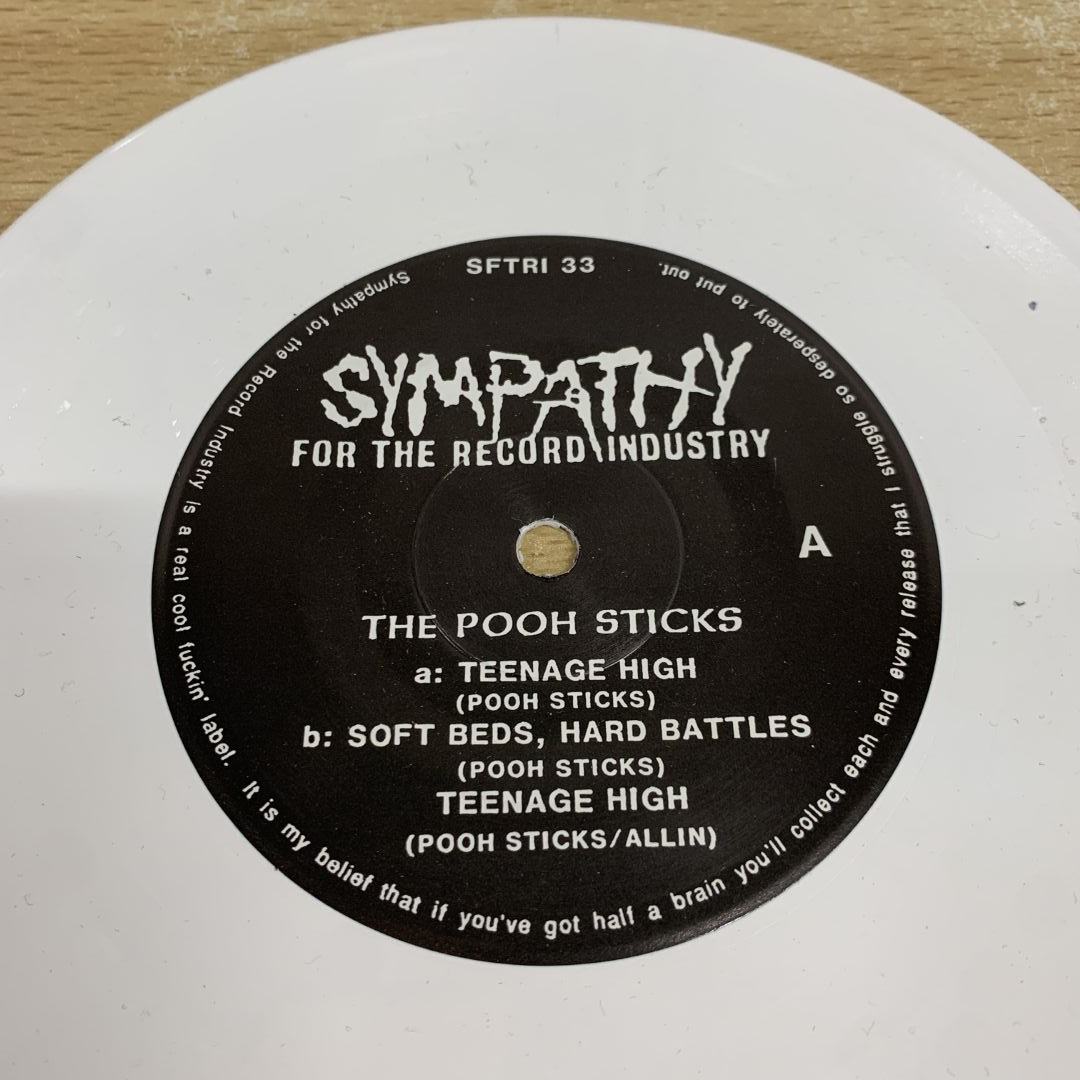 SFTRI 33
SYMPATHY
FOR THE RECORD INDUSTRY
A
THE POOH STICKS
a: TEENAGE HIGH
(POOH STICKS)
b: SOFT BEDS, HARD BATTLES
(POOH STICKS)
TEENAGE HIGH
(POOH STICKS/ALLIN)
Sympathy for the Record Industry is a real cool fuckin' label. It is my belief that if you've got half a brain you'll collect each and every release that I struggle so desperately to put out.